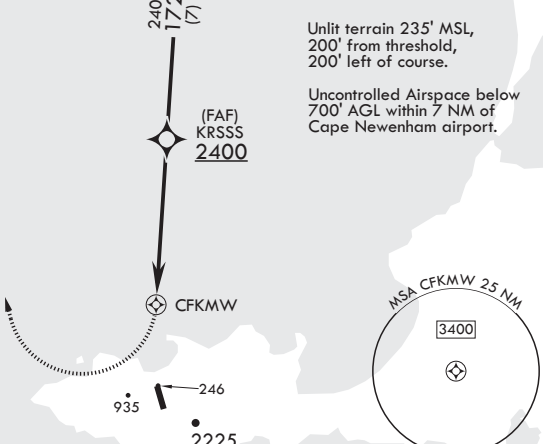 240
172
(7)
Unlit terrain 235' MSL,
200' from threshold,
200' left of course.
Uncontrolled Airspace below
700' AGL within 7 NM of
Cape Newenham airport.
(FAF)
KRSSS
2400
CFKMW
MSA CFKMW 25 NM
3400
246
935
2225